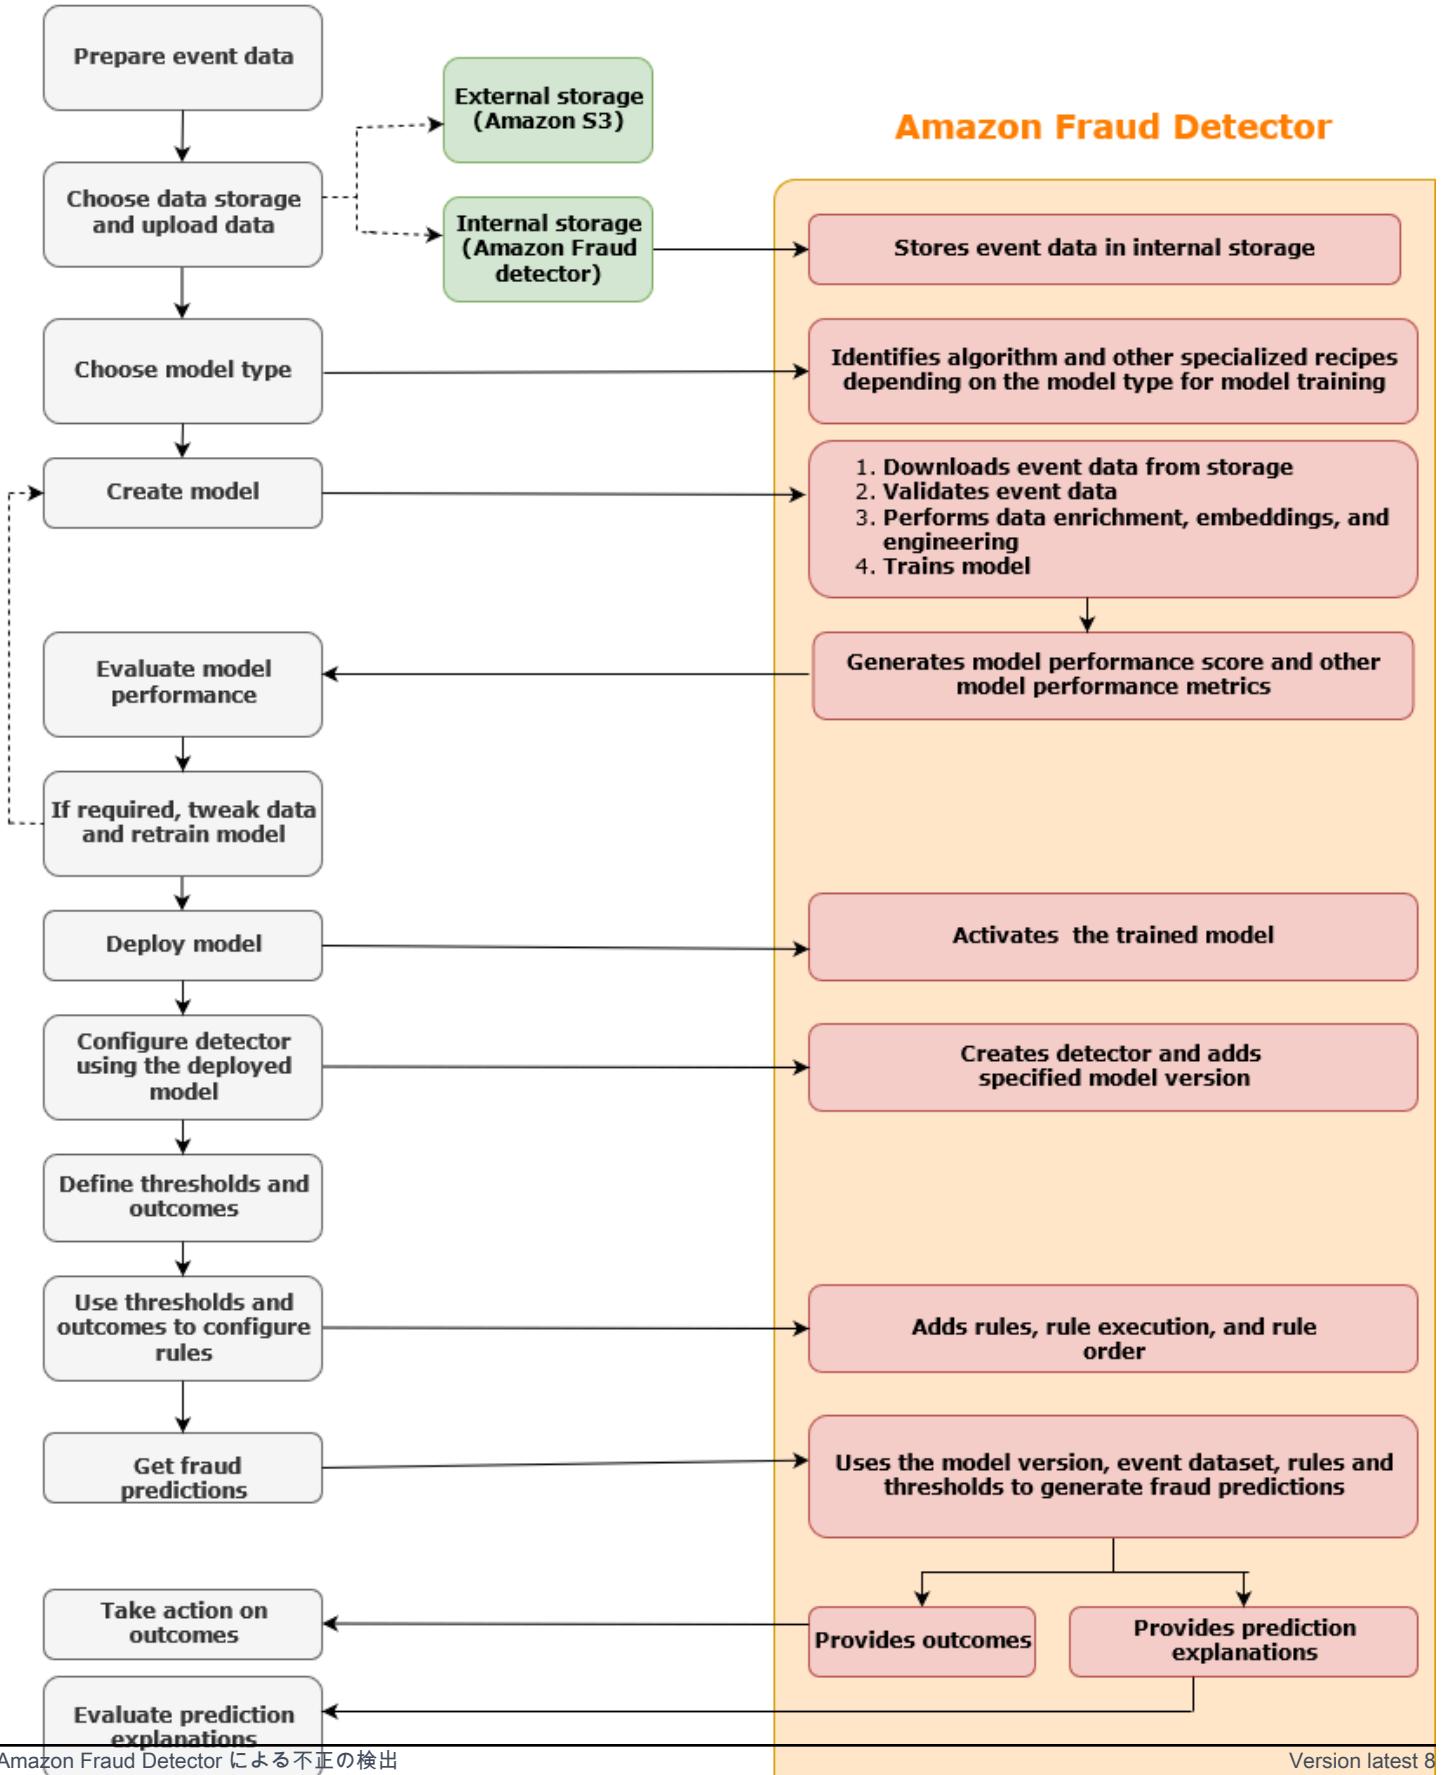 Prepare event data
External storage
(Amazon S3)
Amazon Fraud Detector
Choose data storage
and upload data
Internal storage
(Amazon Fraud
detector)
Stores event data in internal storage
Choose model type
Identifies algorithm and other specialized recipes
depending on the model type for model training
Create model
1. Downloads event data from storage
2. Validates event data
3. Performs data enrichment, embeddings, and
engineering
4. Trains model
Evaluate model
performance
Generates model performance score and other
model performance metrics
If required, tweak data
and retrain model
Deploy model
Activates the trained model
Configure detector
using the deployed
model
Creates detector and adds
specified model version
Define thresholds and
outcomes
Use thresholds and
outcomes to configure
rules
Adds rules, rule execution, and rule
order
Get fraud
predictions
Uses the model version, event dataset, rules and
thresholds to generate fraud predictions
Take action on
outcomes
Provides outcomes
Provides prediction
explanations
Evaluate prediction
explanations
Amazon Fraud Detector による不正の検出
Version latest 8